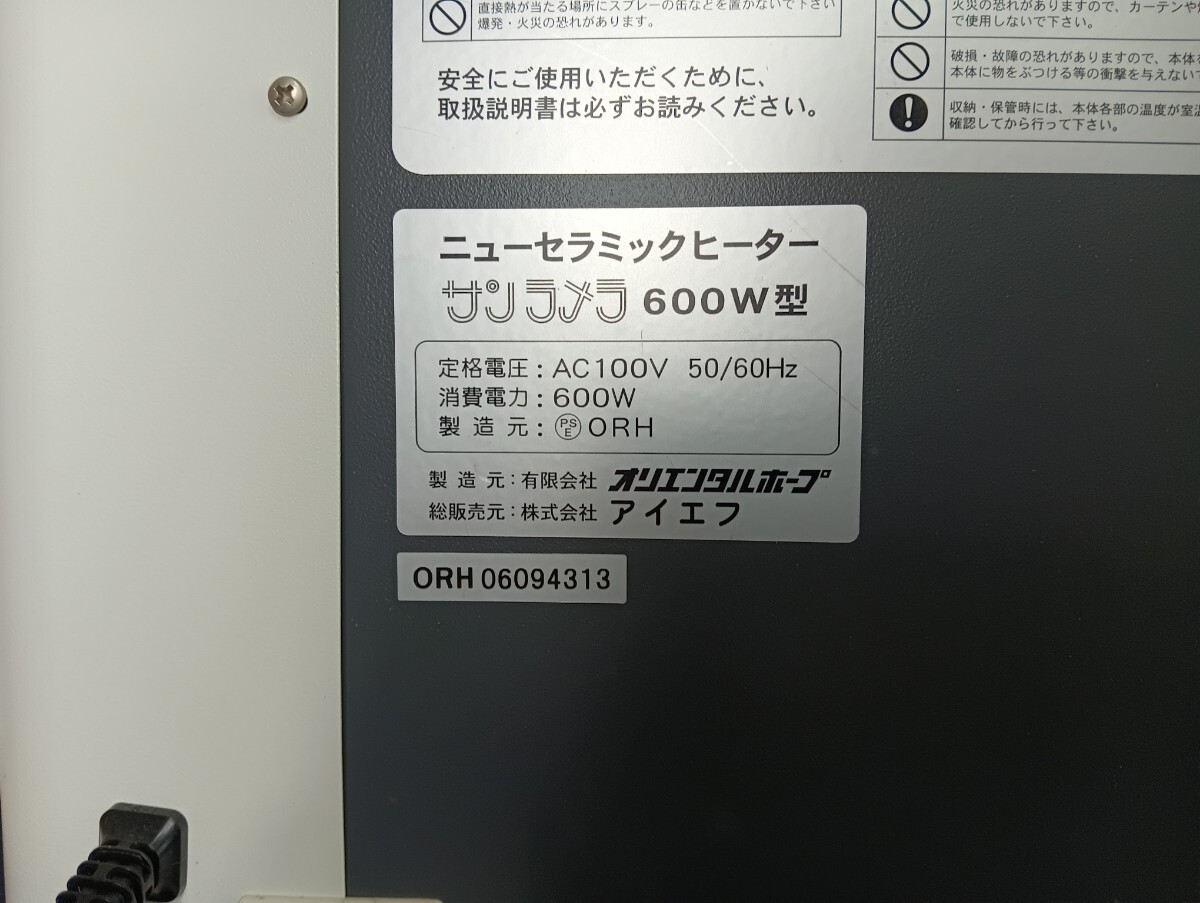 直接熱が当たる場所にスプレーの缶などを置かないで下さい
爆発・火災の恐れがあります。
安全にご使用いただくために、
取扱説明書は必ずお読みください。
火災の恐れがありますので、カーテンや
で使用しないで下さい。
破損・故障の恐れがありますので、本体
本体に物をぶつける等の衝撃を与えない
収納・保管時には、本体各部の温度が室
確認してから行って下さい。
ニューセラミックヒーター
サンラメラ 600W型
定格電圧：AC100V 50/60Hz
消費電力：600W
製造元：PSE ORH
製造元：有限会社 オリエンタルホープ
総販売元：株式会社 アイエフ
ORH 06094313